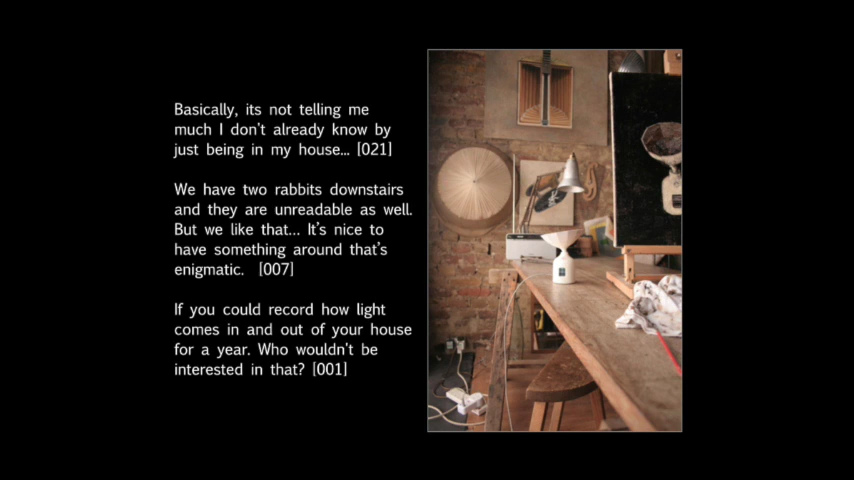 Basically, its not telling me
much I don't already know by
just being in my house... [021]
We have two rabbits downstairs
and they are unreadable as well.
But we like that... It's nice to
have something around that's
enigmatic. [007]
If you could record how light
comes in and out of your house
for a year. Who wouldn't be
interested in that? [001]